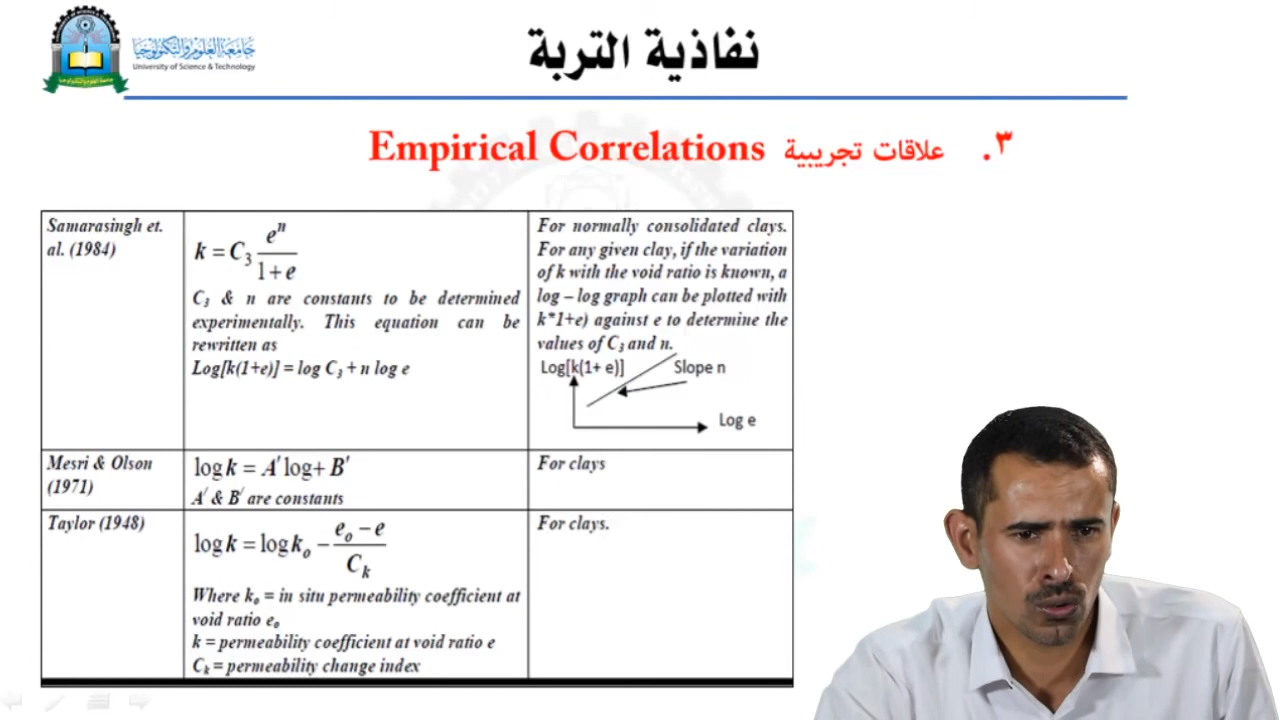 جامعة العلوم والتكنولوجيا
University of Science & Technology
نفاذية التربة
٣. علاقات تجريبية Empirical Correlations
Samarasingh et. al. (1984)
k = C₃ eⁿ / 1+e
C₃ & n are constants to be determined
experimentally. This equation can be
rewritten as
Log[k(1+e)] = log C₃ + n log e
For normally consolidated clays.
For any given clay, if the variation
of k with the void ratio is known, a
log – log graph can be plotted with
k*1+e) against e to determine the
values of C₃ and n.
Log[k(1+ e)]
Slope n
Log e
Mesri & Olson
(1971)
log k = A′ log+ B′
A′ & B′ are constants
For clays
Taylor (1948)
log k = log kₒ − eₒ − e / Cₖ
Where kₒ = in situ permeability coefficient at
void ratio eₒ
k = permeability coefficient at void ratio e
Cₖ = permeability change index
For clays.